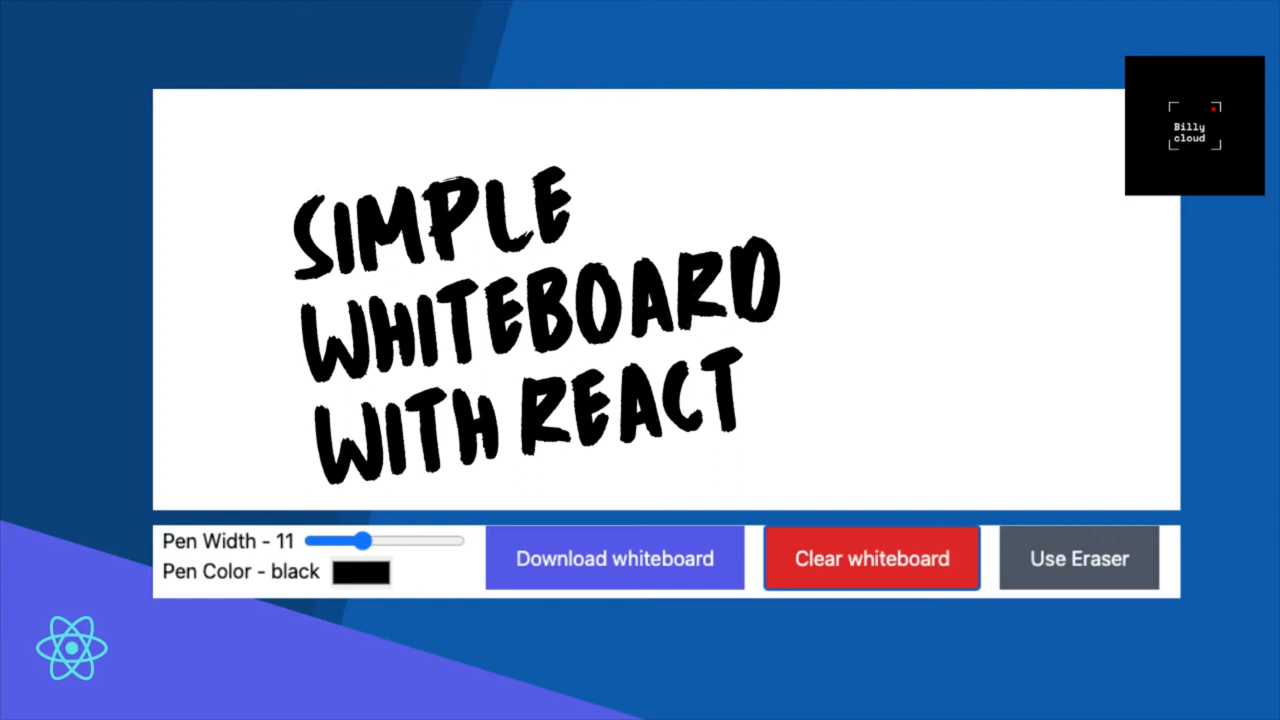 Billy
cloud
SIMPLE
WHITEBOARD
WITH REACT
Pen Width - 11
Pen Color - black
Download whiteboard
Clear whiteboard
Use Eraser